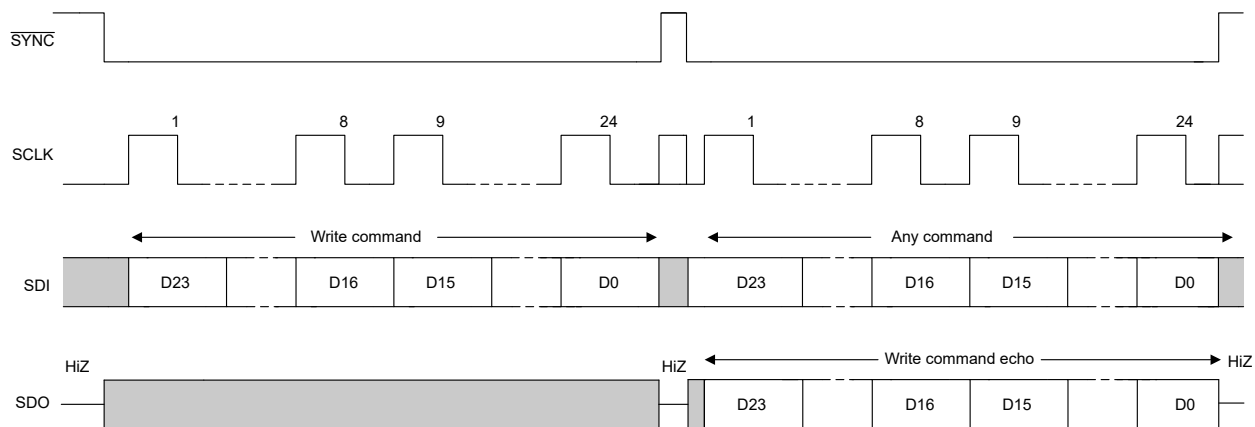 SYNC
1 8 9 24 1 8 9 24
SCLK
Write command Any command
SDI D23 D16 D15 D0 D23 D16 D15 D0
HiZ HiZ Write command echo HiZ
SDO D23 D16 D15 D0